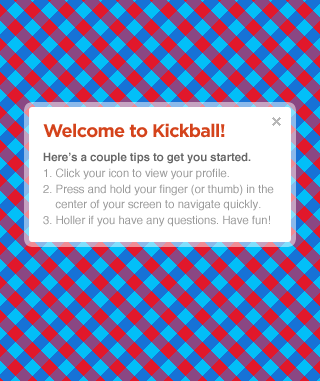 Welcome to Kickball!
Here's a couple tips to get you started.
1. Click your icon to view your profile.
2. Press and hold your finger (or thumb) in the
center of your screen to navigate quickly.
3. Holler if you have any questions. Have fun!